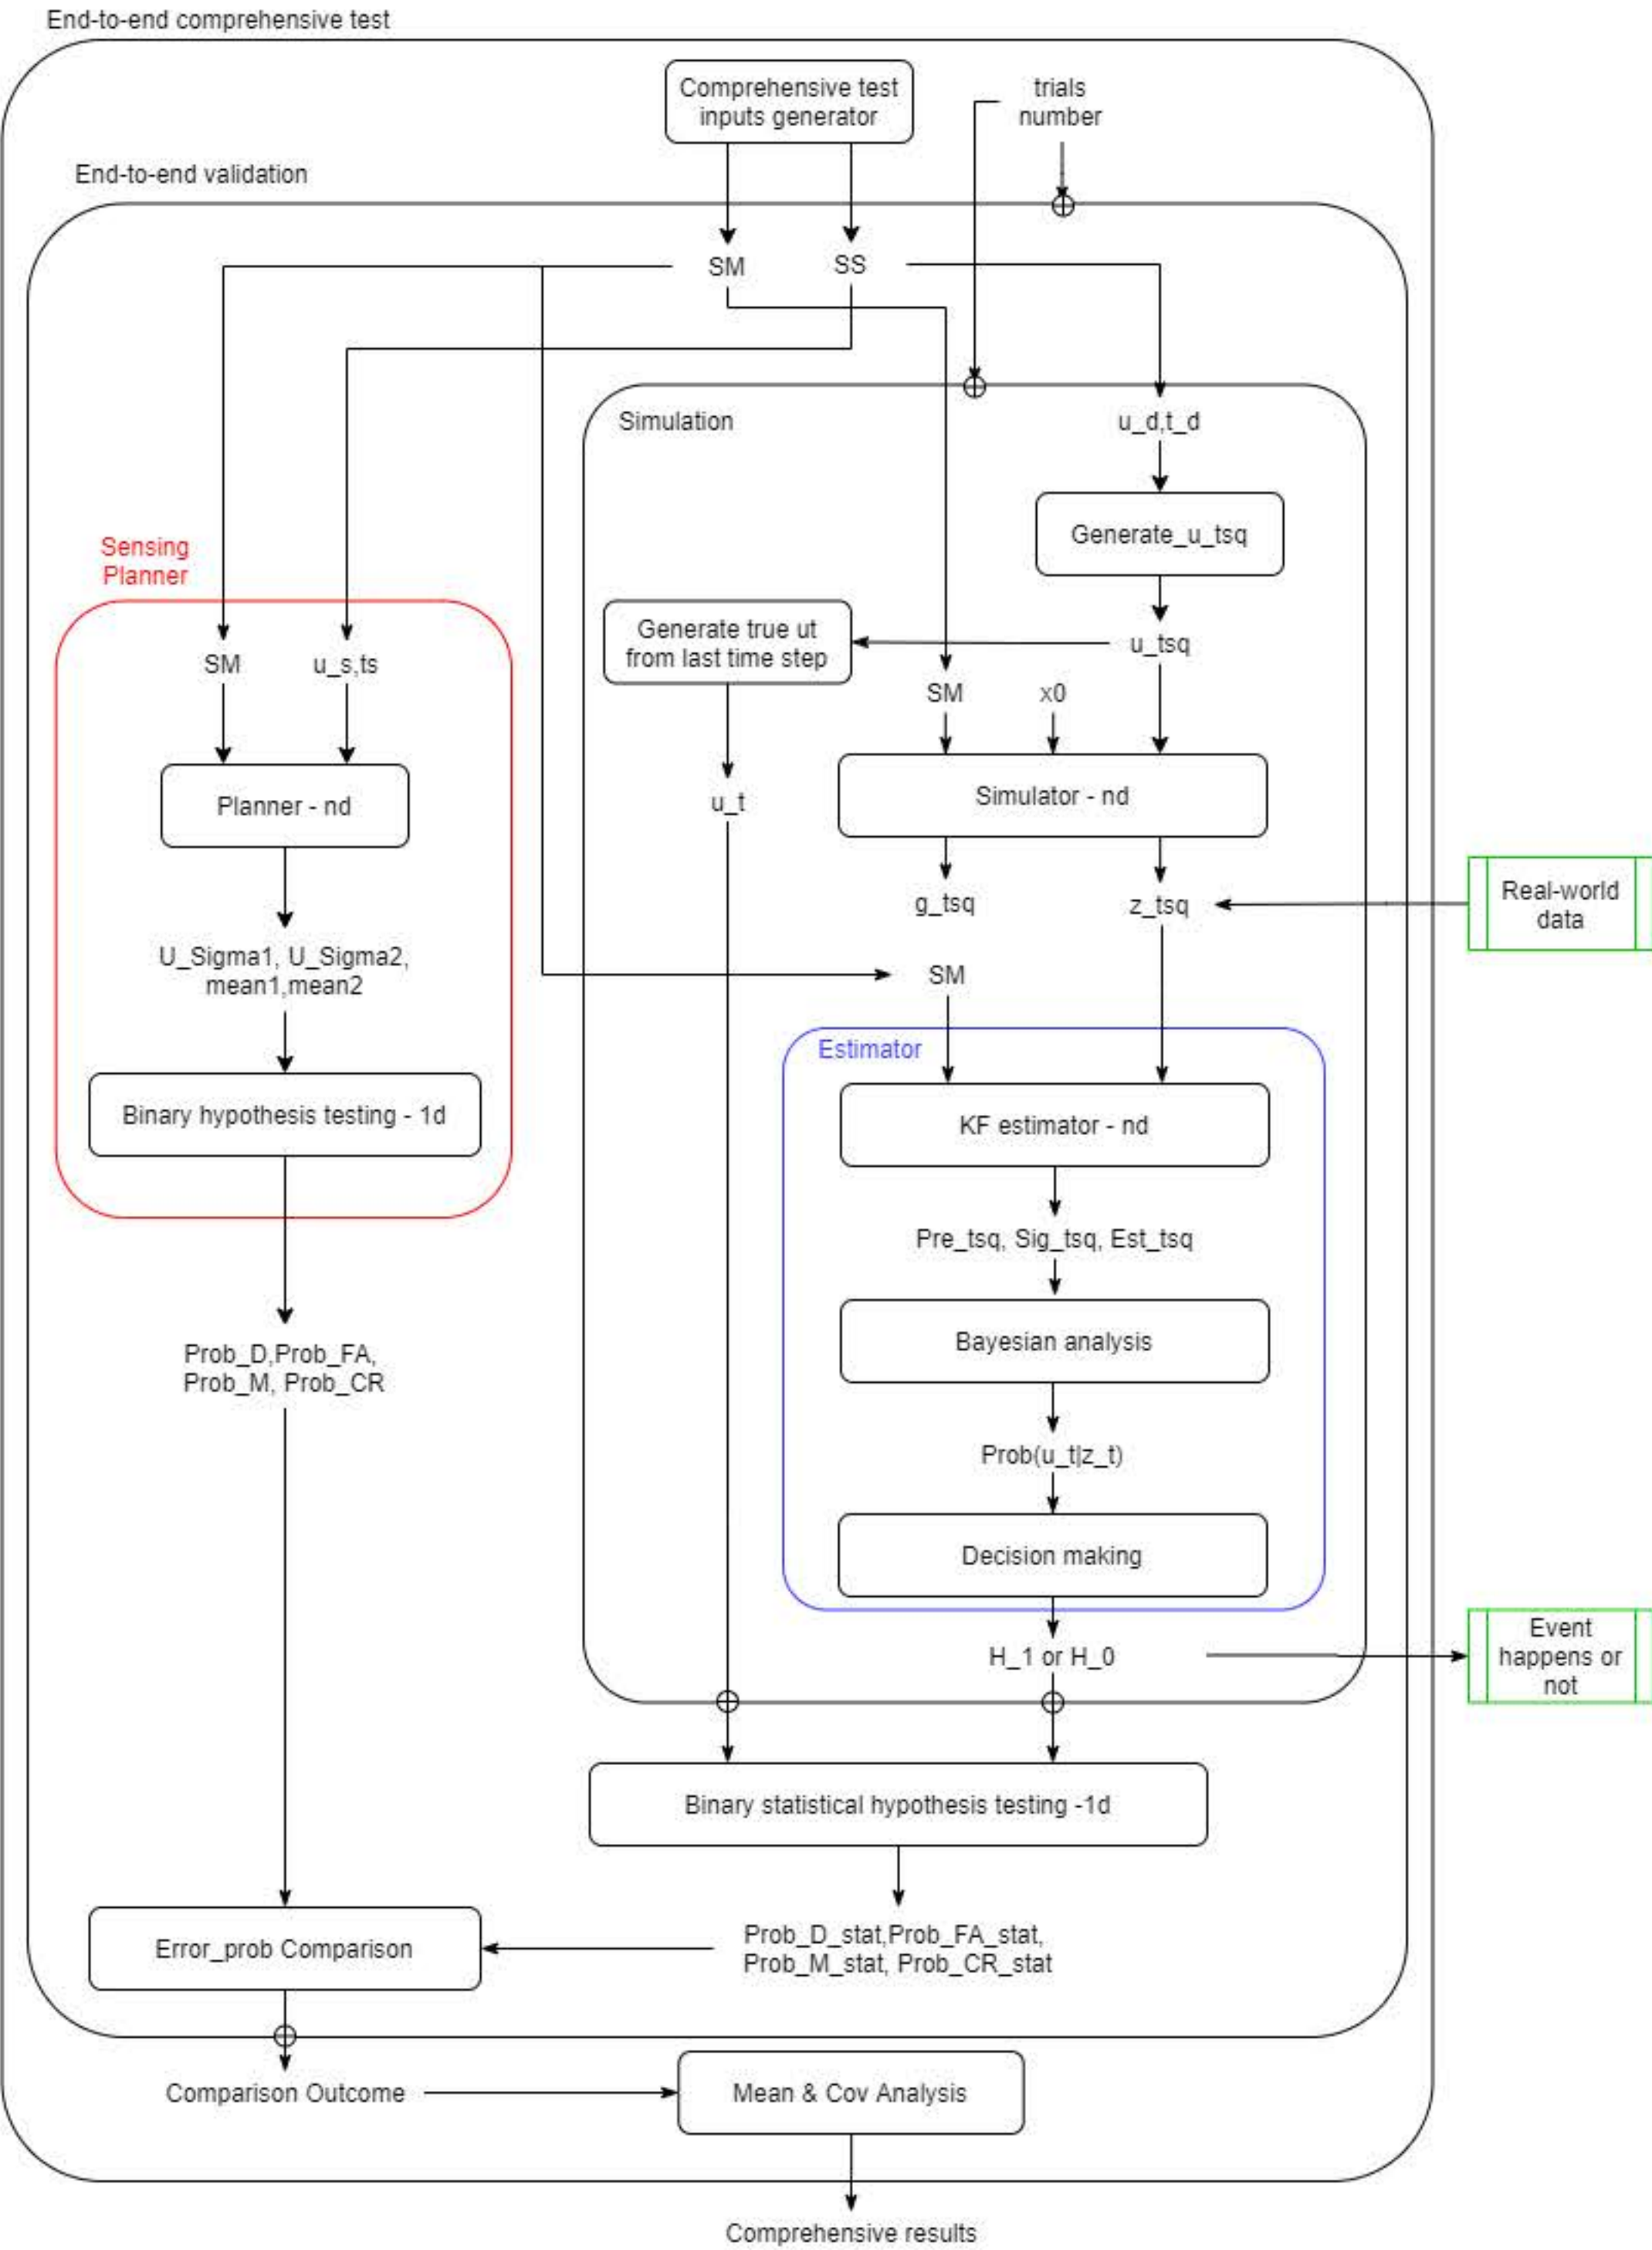 End-to-end comprehensive test
Comprehensive test
inputs generator
trials
number
End-to-end validation
SM
SS
Simulation
u_d,t_d
Generate_u_tsq
Sensing
Planner
Generate true ut
from last time step
u_tsq
SM
u_s,ts
SM
x0
Planner - nd
u_t
Simulator - nd
g_tsq
z_tsq
Real-world
data
U_Sigma1, U_Sigma2,
mean1,mean2
SM
Estimator
Binary hypothesis testing - 1d
KF estimator - nd
Pre_tsq, Sig_tsq, Est_tsq
Prob_D,Prob_FA,
Prob_M, Prob_CR
Bayesian analysis
Prob(u_t|z_t)
Decision making
H_1 or H_0
Event
happens or
not
Binary statistical hypothesis testing -1d
Error_prob Comparison
Prob_D_stat,Prob_FA_stat,
Prob_M_stat, Prob_CR_stat
Comparison Outcome
Mean & Cov Analysis
Comprehensive results